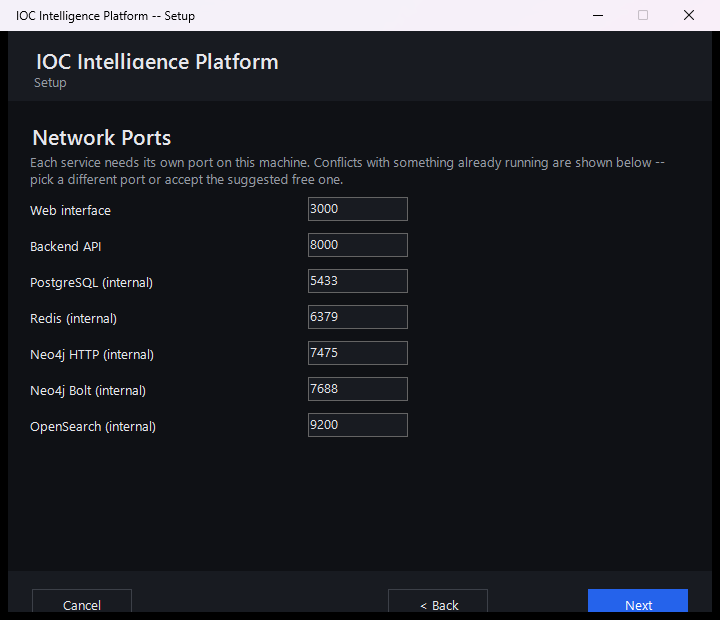 IOC Intelligence Platform -- Setup
IOC Intelligence Platform
Setup
Network Ports
Each service needs its own port on this machine. Conflicts with something already running are shown below --
pick a different port or accept the suggested free one.
Web interface 3000
Backend API 8000
PostgreSQL (internal) 5433
Redis (internal) 6379
Neo4j HTTP (internal) 7475
Neo4j Bolt (internal) 7688
OpenSearch (internal) 9200
Cancel < Back Next